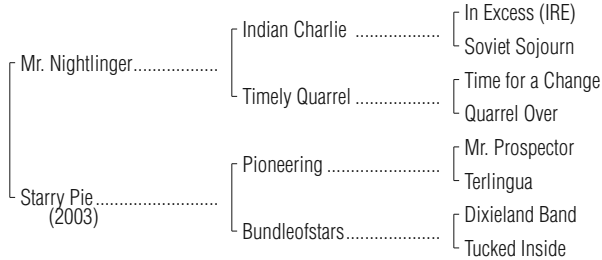 In Excess (IRE)
Indian Charlie ..................
Soviet Sojourn
Mr. Nightlinger..................
Time for a Change
Timely Quarrel ..................
Quarrel Over
Mr. Prospector
Pioneering ........................
Terlingua
Starry Pie..........................
(2003)
Dixieland Band
Bundleofstars....................
Tucked Inside